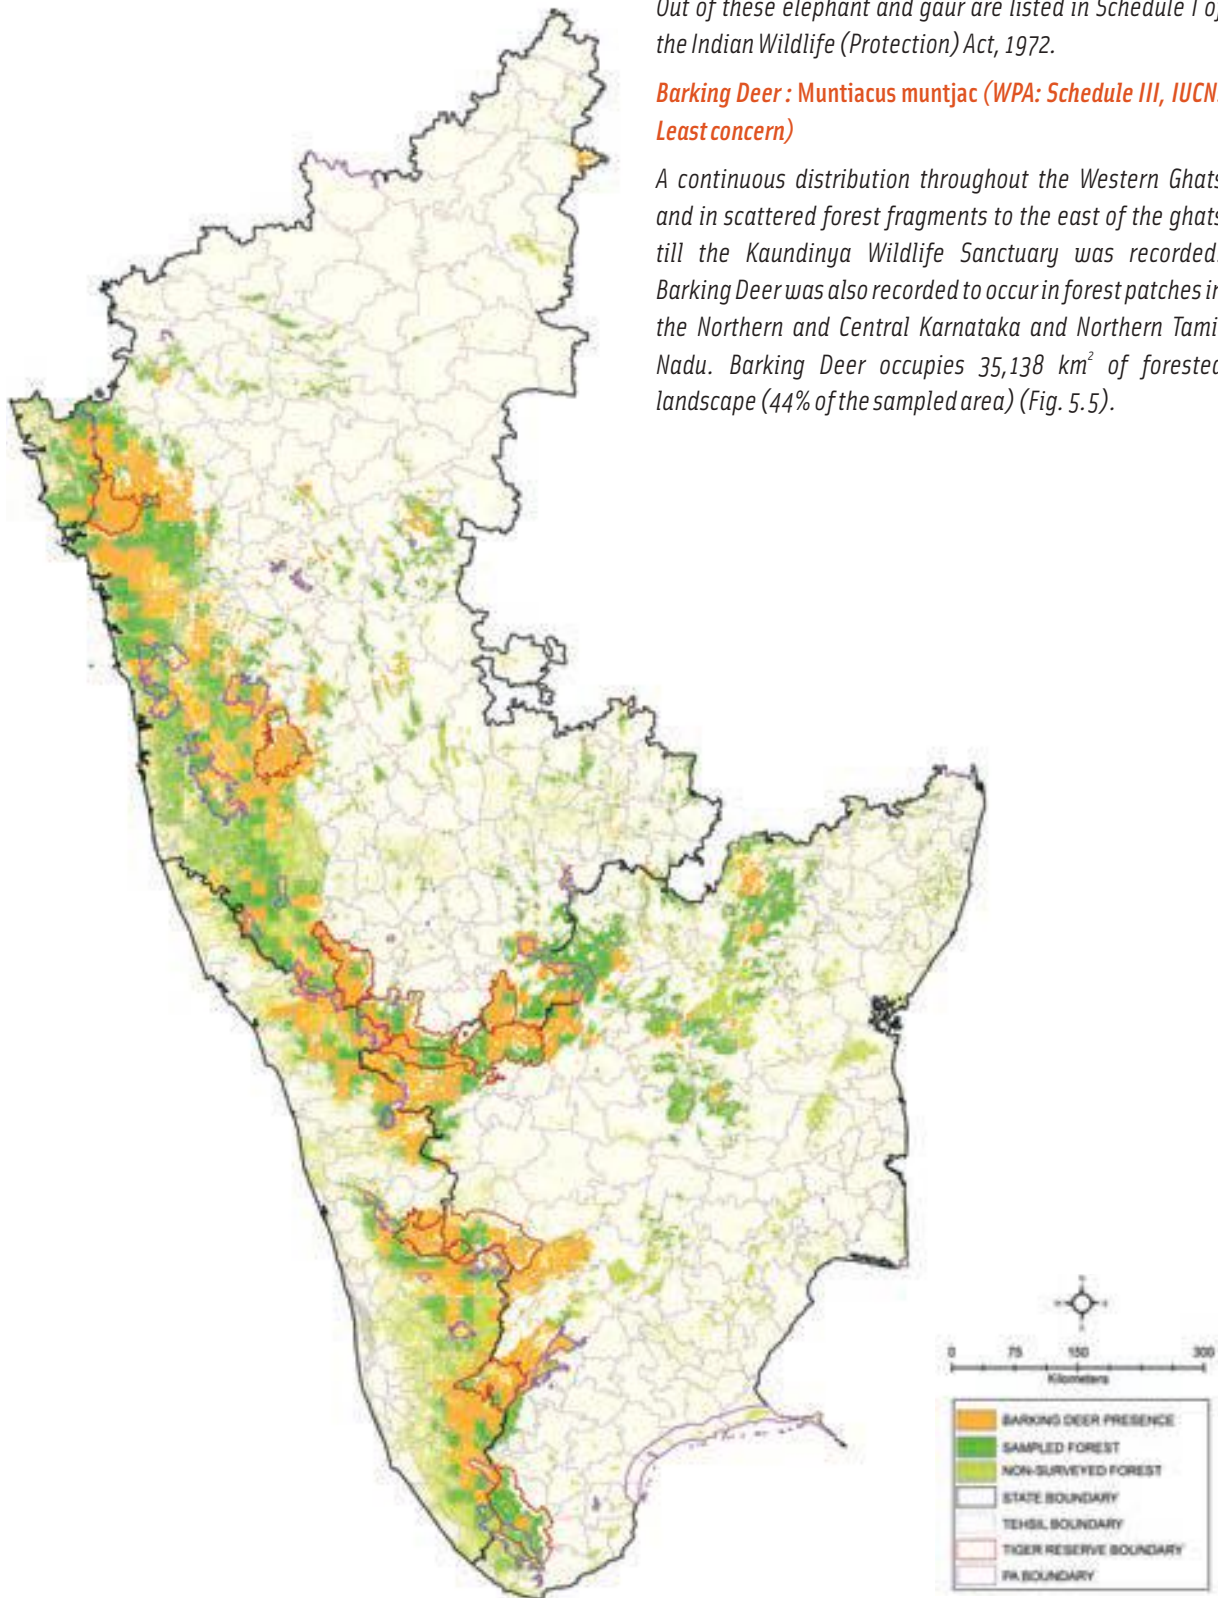 Out of these elephant and gaur are listed in Schedule I of
the Indian Wildlife (Protection) Act, 1972.
Barking Deer : Muntiacus muntjac (WPA: Schedule III, IUCN:
Least concern)
A continuous distribution throughout the Western Ghats
and in scattered forest fragments to the east of the ghats
till the Kaundinya Wildlife Sanctuary was recorded.
Barking Deer was also recorded to occur in forest patches in
the Northern and Central Karnataka and Northern Tamil
Nadu. Barking Deer occupies 35,138 km² of forested
landscape (44% of the sampled area) (Fig. 5.5).
0 75 150 300
Kilometers
BARKING DEER PRESENCE
SAMPLED FOREST
NON-SURVEYED FOREST
STATE BOUNDARY
TEHSIL BOUNDARY
TIGER RESERVE BOUNDARY
PA BOUNDARY